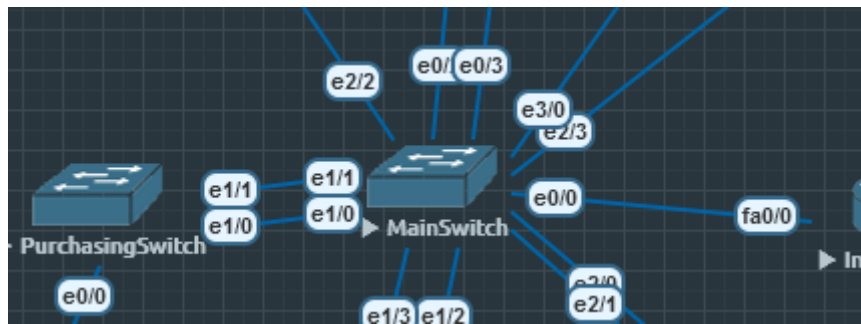 e2/2
e0/3
e3/0
e2/3
e1/1
e1/1
e1/0
e1/0
e0/0
fa0/0
MainSwitch
PurchasingSwitch
e0/0
e2/1
e1/3
e1/2